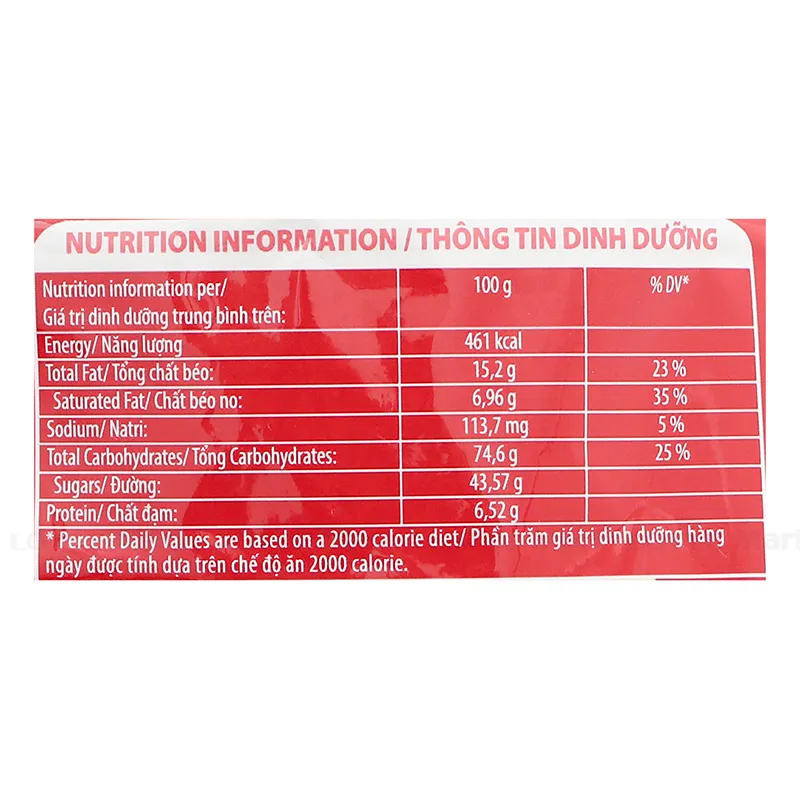 NUTRITION INFORMATION / THÔNG TIN DINH DƯỠNG
Nutrition information per/ 100 g % DV*
Giá trị dinh dưỡng trung bình trên:
Energy/ Năng lượng 461 kcal
Total Fat/ Tổng chất béo: 15,2 g 23 %
Saturated Fat/ Chất béo no: 6,96 g 35 %
Sodium/ Natri: 113,7 mg 5 %
Total Carbohydrates/ Tổng Carbohydrates: 74,6 g 25 %
Sugars/ Đường: 43,57 g
Protein/ Chất đạm: 6,52 g
* Percent Daily Values are based on a 2000 calorie diet/ Phần trăm giá trị dinh dưỡng hàng
ngày được tính dựa trên chế độ ăn 2000 calorie.